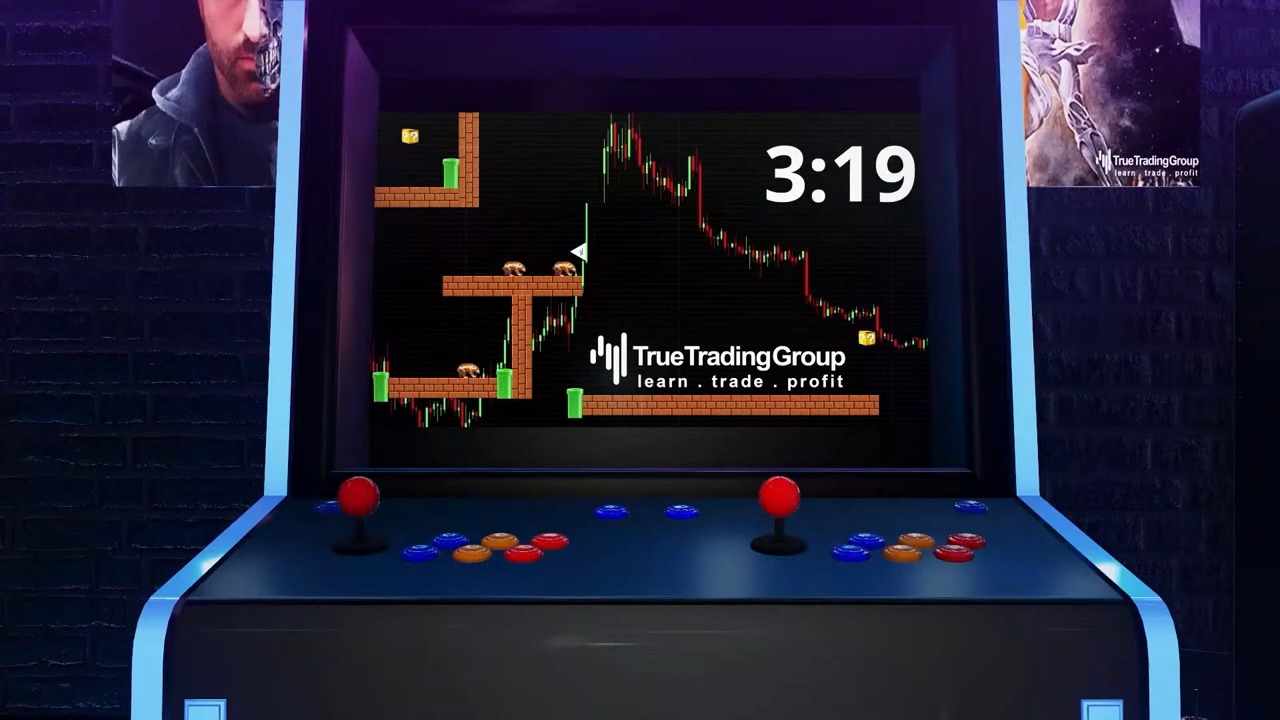 3:19
TrueTradingGroup
learn . trade . profit
TrueTradingGroup
learn . trade . profit
?
?